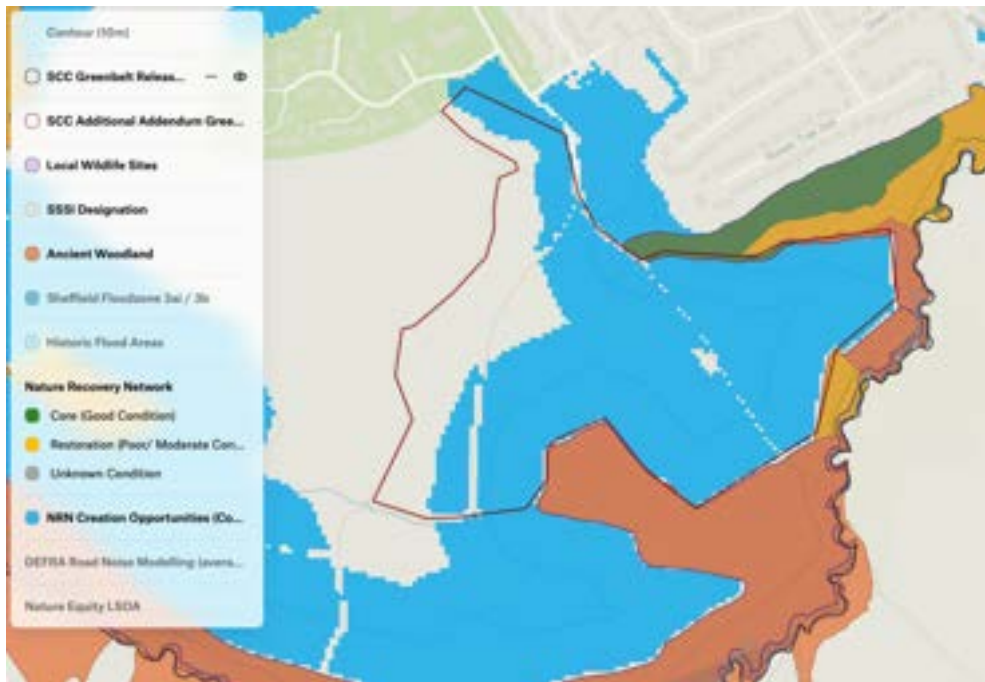 Contour (10m)
SCC Greenbelt Releas...
SCC Additional Addendum Gree...
Local Wildlife Sites
SSSI Designation
Ancient Woodland
Sheffield Floodzone 3ai / 3b
Historic Flood Areas
Nature Recovery Network
Core (Good Condition)
Restoration (Poor/ Moderate Con...
Unknown Condition
NRN Creation Opportunities (Co...
DEFRA Road Noise Modelling (avera...
Nature Equity LSOA